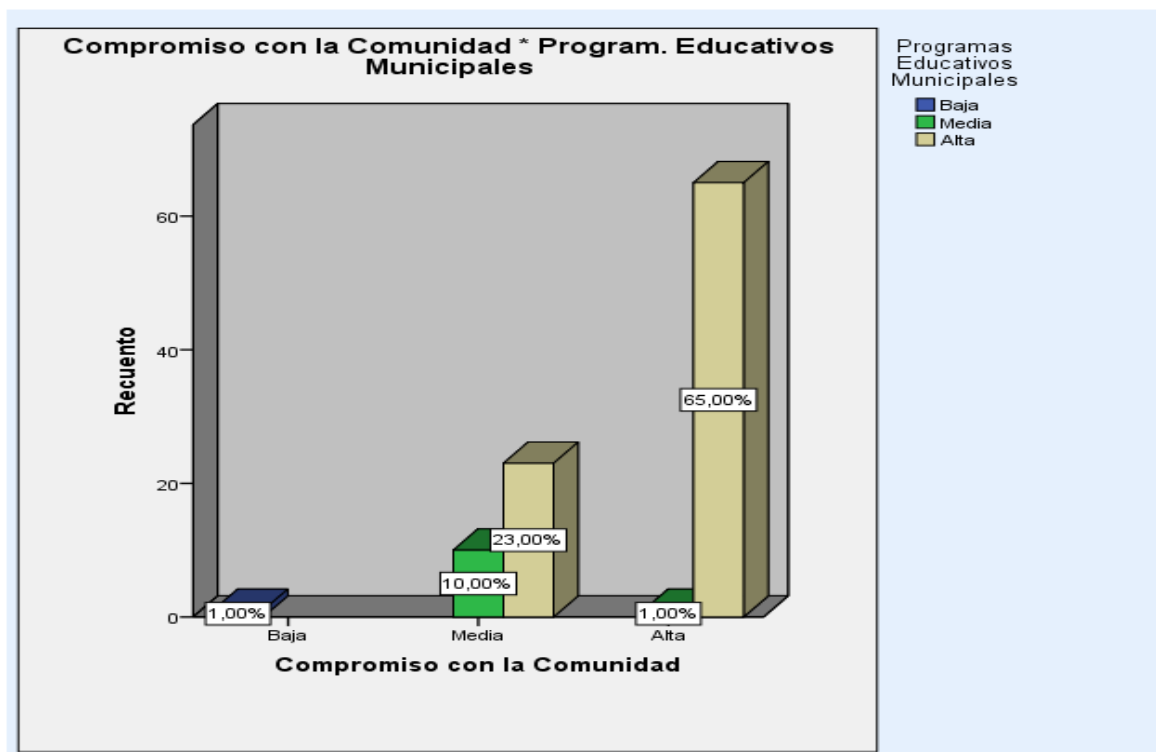 Compromiso con la Comunidad * Program. Educativos
Municipales
Programas
Educativos
Municipales
Baja
Media
Alta
60
40
20
0
Recuento
65,00%
23,00%
10,00%
1,00%
1,00%
Baja
Media
Alta
Compromiso con la Comunidad